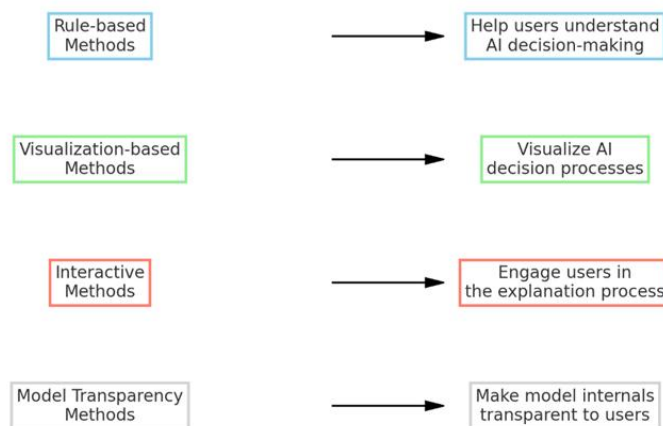 Rule-based
Methods
Help users understand
AI decision-making
Visualization-based
Methods
Visualize AI
decision processes
Interactive
Methods
Engage users in
the explanation process
Model Transparency
Methods
Make model internals
transparent to users